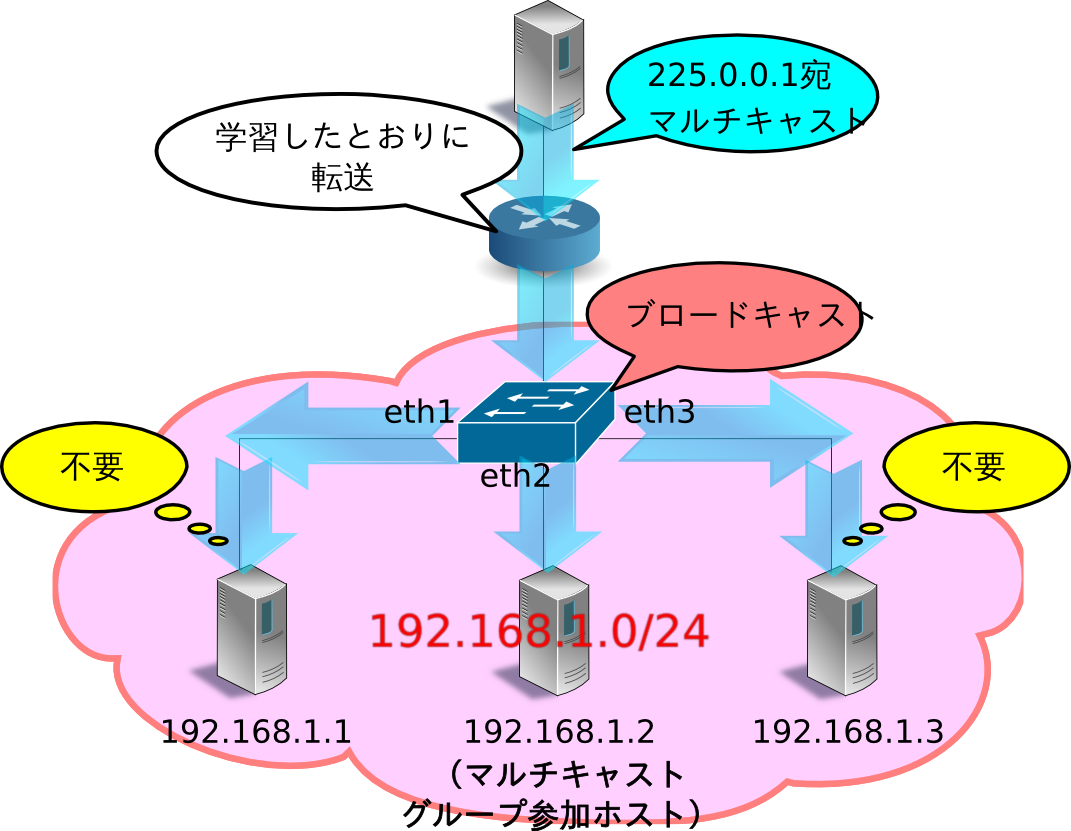 225.0.0.1宛
マルチキャスト
学習したとおりに
転送
ブロードキャスト
eth1
eth3
eth2
不要
不要
192.168.1.0/24
192.168.1.1
192.168.1.2
192.168.1.3
（マルチキャスト
グループ参加ホスト）